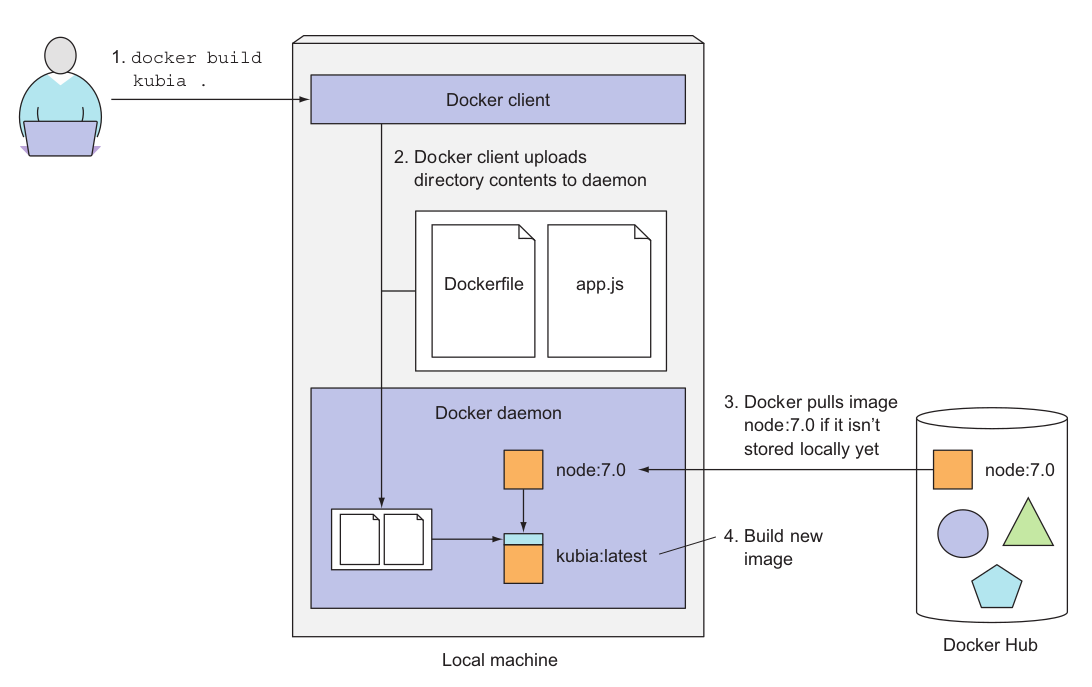 1. docker build
kubia .
Docker client
2. Docker client uploads
directory contents to daemon
Dockerfile
app.js
Docker daemon
3. Docker pulls image
node:7.0 if it isn't
stored locally yet
node:7.0
node:7.0
4. Build new
image
kubia:latest
Docker Hub
Local machine